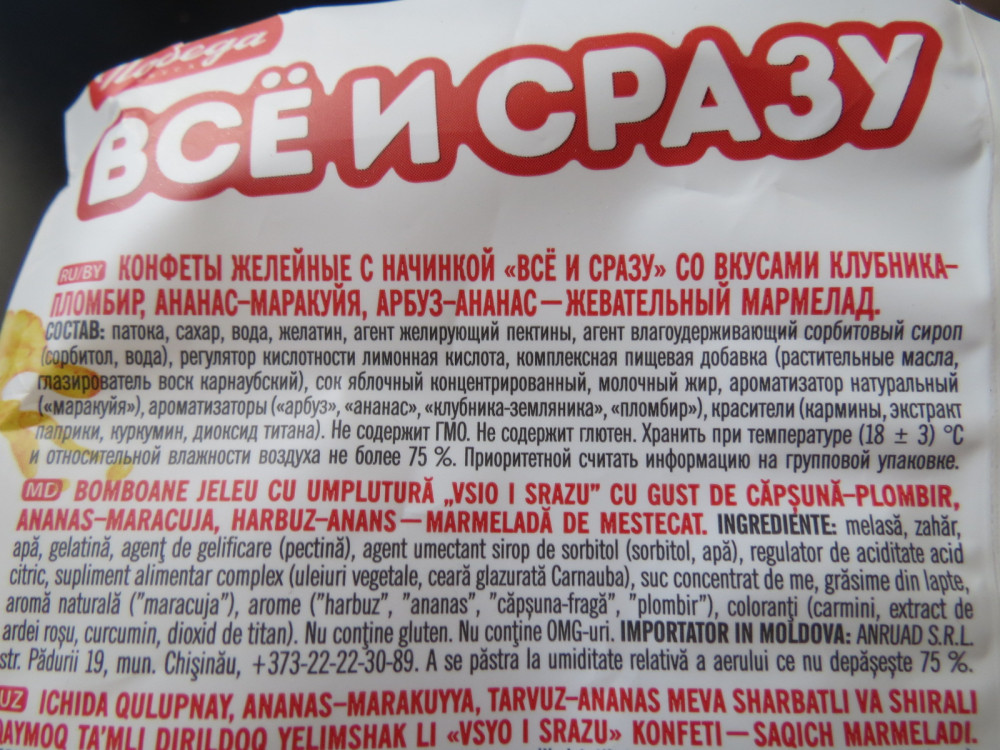 Победа
ВСЁ И СРАЗУ
RU/BY КОНФЕТЫ ЖЕЛЕЙНЫЕ С НАЧИНКОЙ «ВСЁ И СРАЗУ» СО ВКУСАМИ КЛУБНИКА–
ПЛОМБИР, АНАНАС–МАРАКУЙЯ, АРБУЗ–АНАНАС — ЖЕВАТЕЛЬНЫЙ МАРМЕЛАД.
СОСТАВ: патока, сахар, вода, желатин, агент желирующий пектины, агент влагоудерживающий сорбитовый сироп
(сорбитол, вода), регулятор кислотности лимонная кислота, комплексная пищевая добавка (растительные масла,
глазирователь воск карнаубский), сок яблочный концентрированный, молочный жир, ароматизатор натуральный
(«маракуйя»), ароматизаторы («арбуз», «ананас», «клубника-земляника», «пломбир»), красители (кармины, экстракт
паприки, куркумин, диоксид титана). Не содержит ГМО. Не содержит глютен. Хранить при температуре (18 ± 3) °С
и относительной влажности воздуха не более 75 %. Приоритетной считать информацию на групповой упаковке.
MD BOMBOANE JELEU CU UMPLUTURĂ „VSIO I SRAZU” CU GUST DE CĂPȘUNĂ–PLOMBIR,
ANANAS–MARACUJA, HARBUZ–ANANS — MARMELADĂ DE MESTECAT. INGREDIENTE: melasă, zahăr,
apă, gelatină, agenţ de gelificare (pectină), agent umectant sirop de sorbitol (sorbitol, apă), regulator de aciditate acid
citric, supliment alimentar complex (uleiuri vegetale, ceară glazurată Carnauba), suc concentrat de me, grăsime din lapte,
aromă naturală ("maracuja"), arome ("harbuz", "ananas", "căpșuna-fragă", "plombir"), coloranți (carmini, extract de
ardei roșu, curcumin, dioxid de titan). Nu conține gluten. Nu conține OMG-uri. IMPORTATOR IN MOLDOVA: ANRUAD S.R.L.
str. Pădurii 19, mun. Chișinău, +373-22-22-30-89. A se păstra la umiditate relativă a aerului ce nu depășește 75 %.
UZ ICHIDA QULUPNAY, ANANAS–MARAKUYYA, TARVUZ–ANANAS MEVA SHARBATLI VA SHIRALI
QAYMOQ TA'MLI DIRILDOQ YELIMSHAK LI «VSYO I SRAZU» KONFETI — SAQICH MARMELADI.